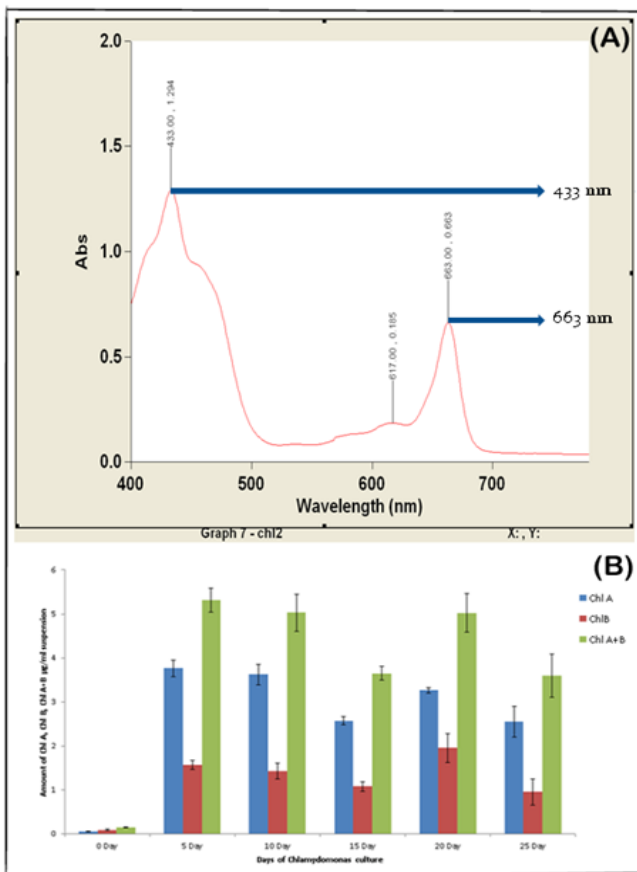 (A)
2.0
1.5
1.0
0.5
0.0
Abs
433.00 , 1.294
617.00 , 0.185
663.00 , 0.663
433 nm
663 nm
400 500 600 700
Wavelength (nm)
Graph 7 - chl2 X: , Y:
(B)
6
5
4
3
2
1
0
Amount of Chl A, Chl B, Chl A+B µg/ml suspension
Chl A
ChlB
Chl A+B
0 Day 5 Day 10 Day 15 Day 20 Day 25 Day
Days of Chlamydomonas culture